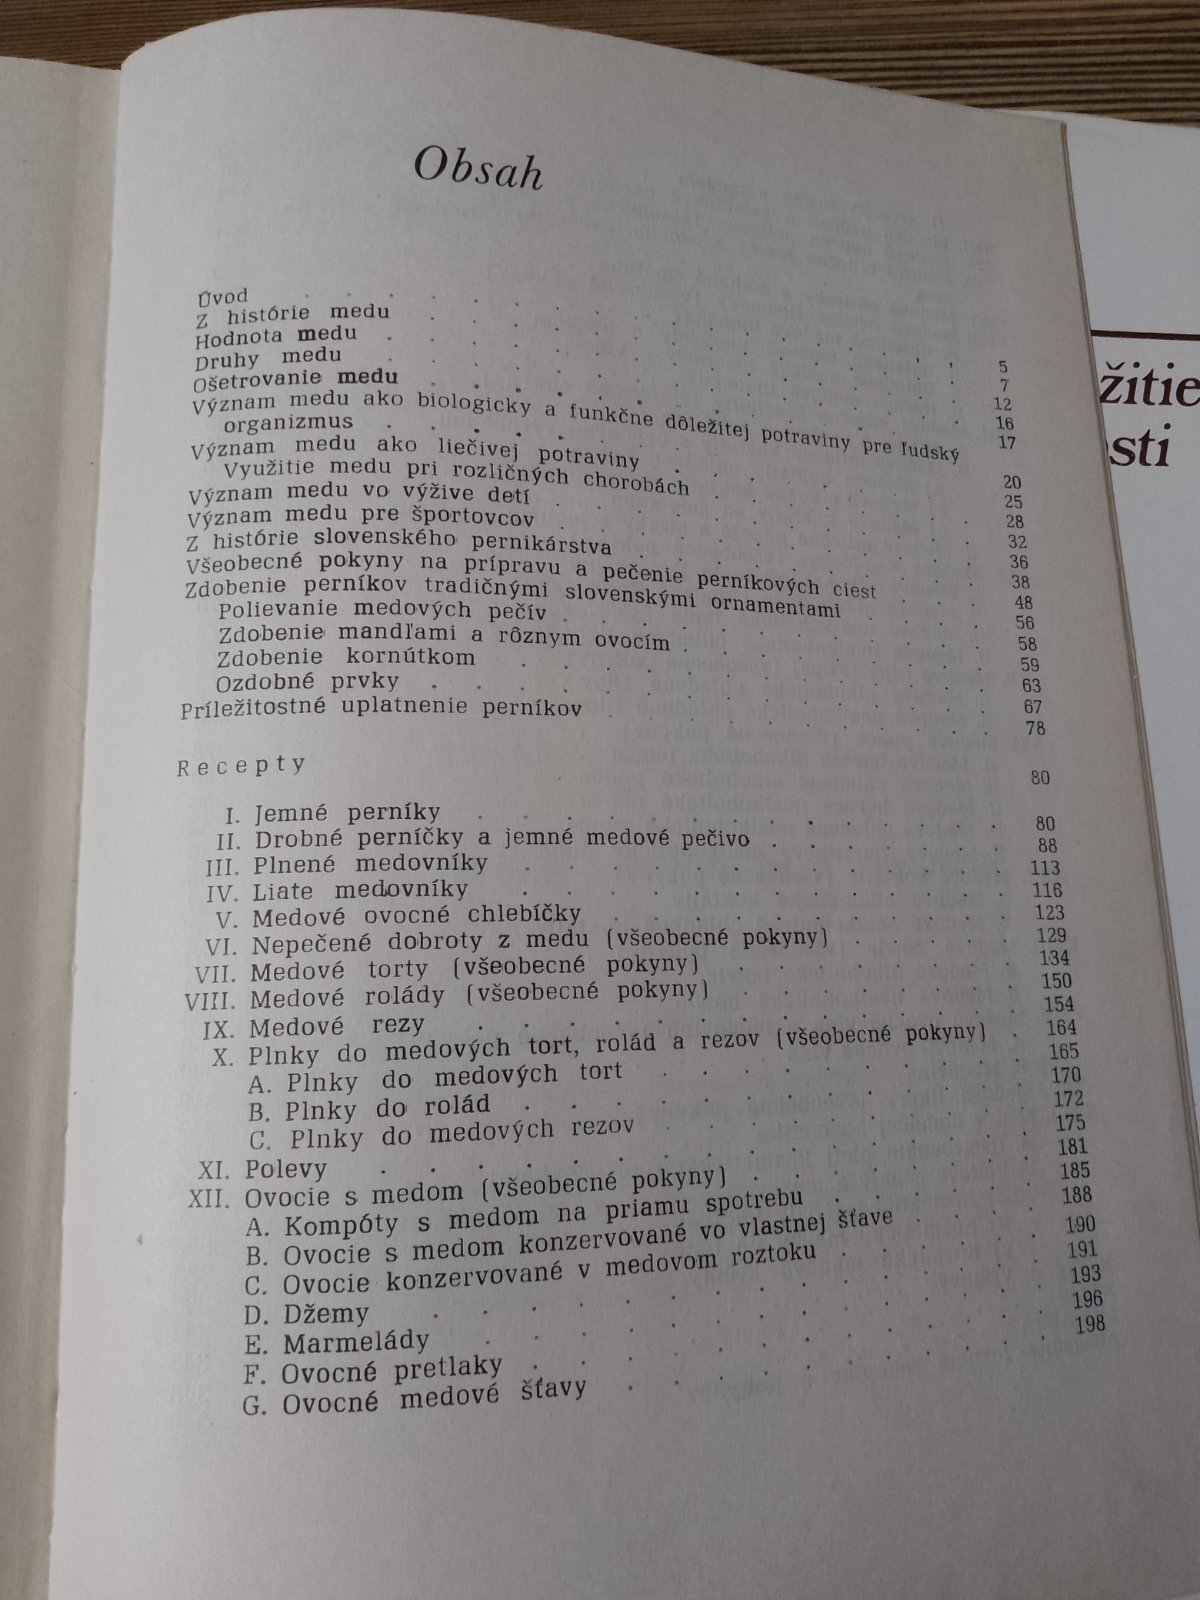 Obsah
Úvod . . . . . . . . . . 5
Z histórie medu . . . . . . . . . . 7
Hodnota medu . . . . . . . . . . 12
Druhy medu . . . . . . . . . . 16
Ošetrovanie medu . . . . . . . . . . 17
Význam medu ako biologicky a funkčne dôležitej potraviny pre ľudský
organizmus . . . . . . . . . . 20
Význam medu ako liečivej potraviny . . . . . . . 25
Využitie medu pri rozličných chorobách . . . . . . 28
Význam medu vo výžive detí . . . . . . . . . 32
Význam medu pre športovcov . . . . . . . . . 36
Z histórie slovenského pernikárstva . . . . . . . . 38
Všeobecné pokyny na prípravu a pečenie perníkových ciest . . . 48
Zdobenie perníkov tradičnými slovenskými ornamentami . . . 56
Polievanie medových pečív . . . . . . . . . 58
Zdobenie mandľami a rôznym ovocím . . . . . . . 59
Zdobenie kornútkom . . . . . . . . . . 63
Ozdobné prvky . . . . . . . . . . 67
Príležitostné uplatnenie perníkov . . . . . . . . 78
Recepty 80
I. Jemné perníky . . . . . . . . . . 80
II. Drobné perníčky a jemné medové pečivo . . . . . . 88
III. Plnené medovníky . . . . . . . . . . 113
IV. Liate medovníky . . . . . . . . . . 116
V. Medové ovocné chlebíčky . . . . . . . . . 123
VI. Nepečené dobroty z medu (všeobecné pokyny) . . . . . 129
VII. Medové torty (všeobecné pokyny) . . . . . . . 134
VIII. Medové rolády (všeobecné pokyny) . . . . . . . 150
IX. Medové rezy . . . . . . . . . . 154
X. Plnky do medových tort, rolád a rezov (všeobecné pokyny) . 164
A. Plnky do medových tort . . . . . . . . 165
B. Plnky do rolád . . . . . . . . . . 170
C. Plnky do medových rezov . . . . . . . . 172
XI. Polevy . . . . . . . . . . 175
XII. Ovocie s medom (všeobecné pokyny) . . . . . . . 181
A. Kompóty s medom na priamu spotrebu . . . . . 185
B. Ovocie s medom konzervované vo vlastnej šťave . . . 188
C. Ovocie konzervované v medovom roztoku . . . . . 190
D. Džemy . . . . . . . . . . 191
E. Marmelády . . . . . . . . . . 193
F. Ovocné pretlaky . . . . . . . . . . 196
G. Ovocné medové šťavy . . . . . . . . . 198
žitie
sti